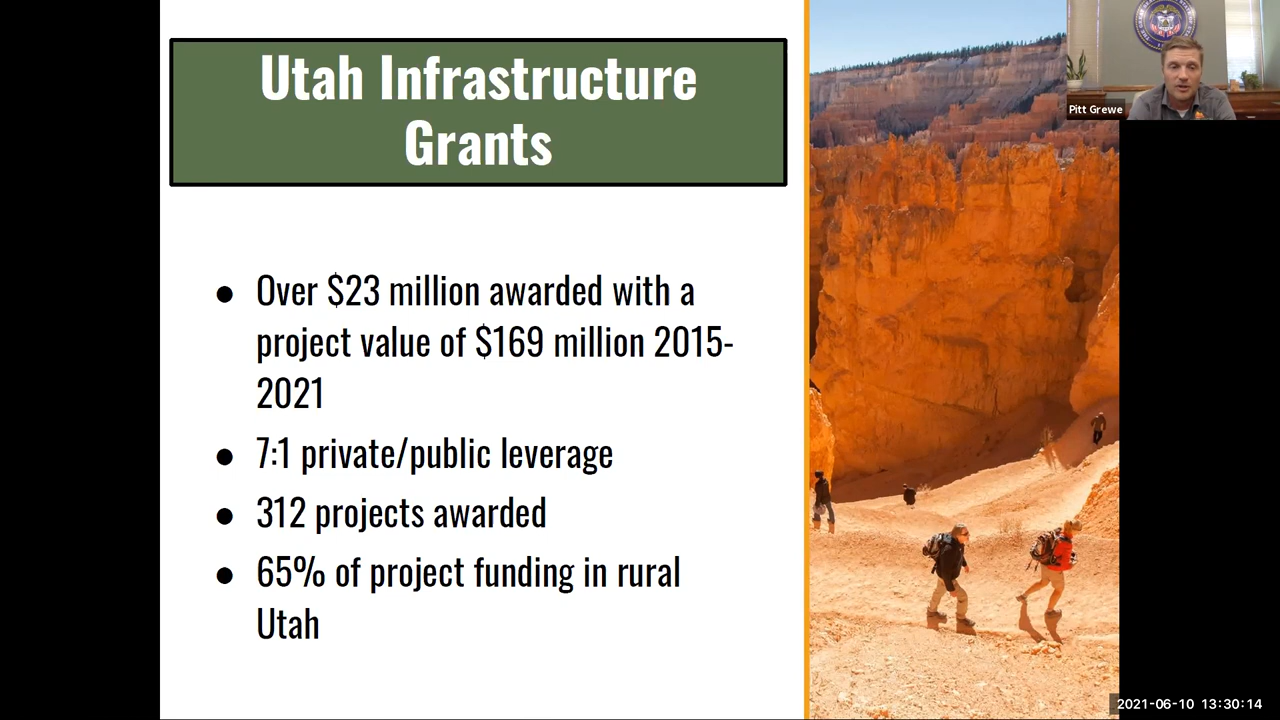 Utah Infrastructure
Grants
Pitt Grewe
● Over $23 million awarded with a
project value of $169 million 2015-
2021
● 7:1 private/public leverage
● 312 projects awarded
● 65% of project funding in rural
Utah
2021-06-10 13:30:14